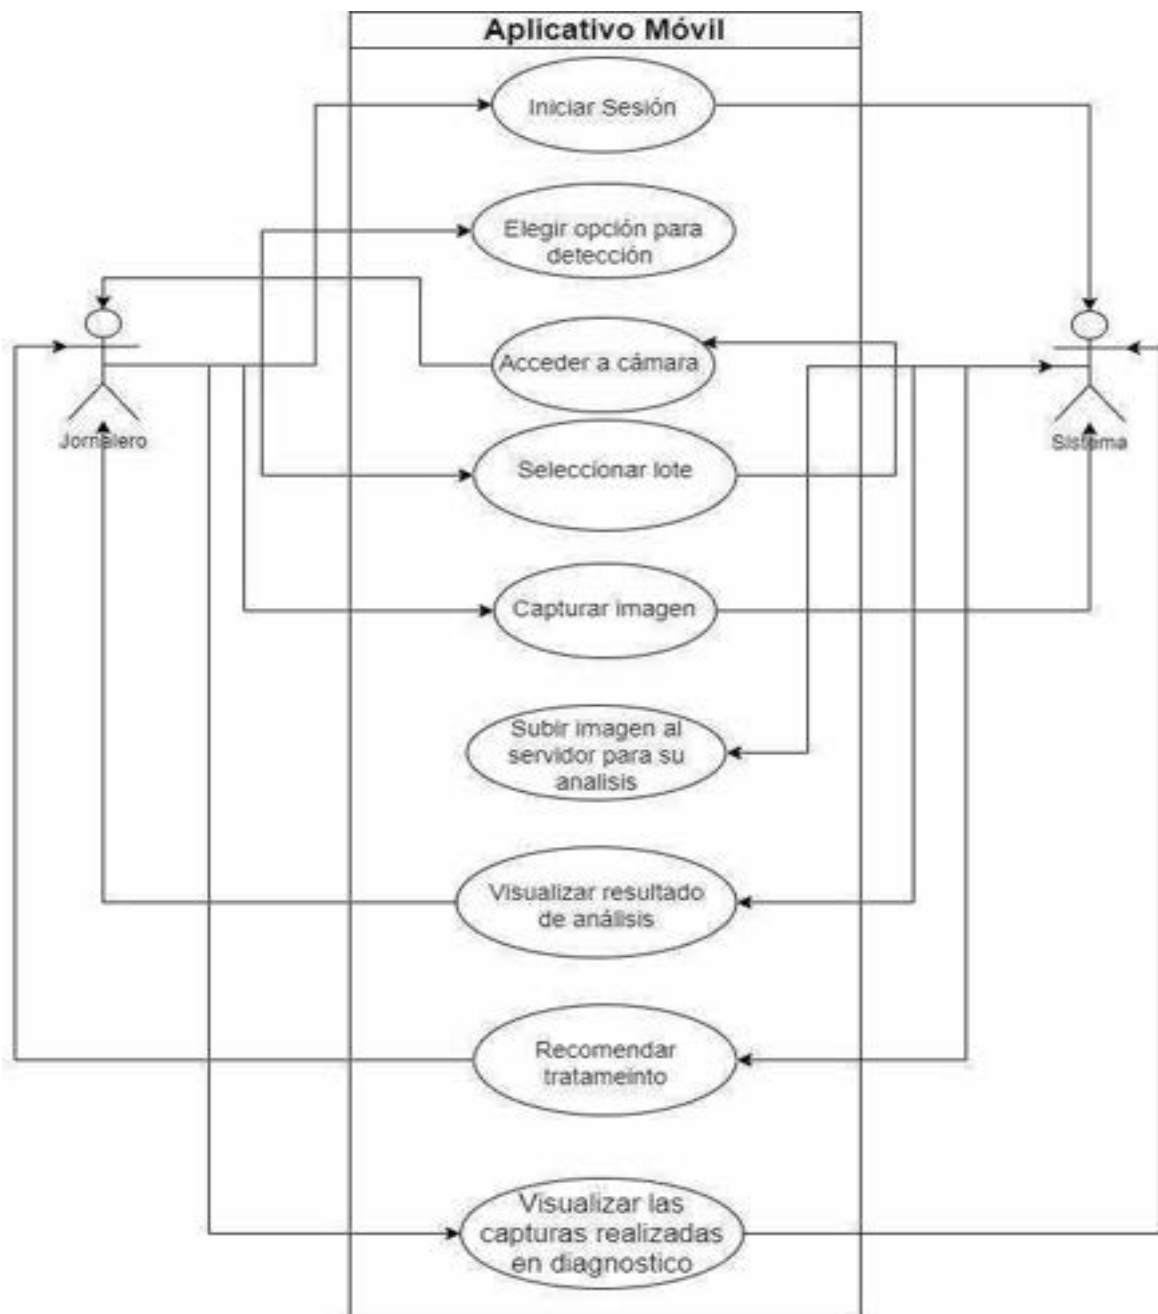 Aplicativo Móvil
Iniciar Sesión
Elegir opción para
detección
Acceder a cámara
Jornalero
Sistema
Seleccionar lote
Capturar imagen
Subir imagen al
servidor para su
analisis
Visualizar resultado
de análisis
Recomendar
tratameinto
Visualizar las
capturas realizadas
en diagnostico